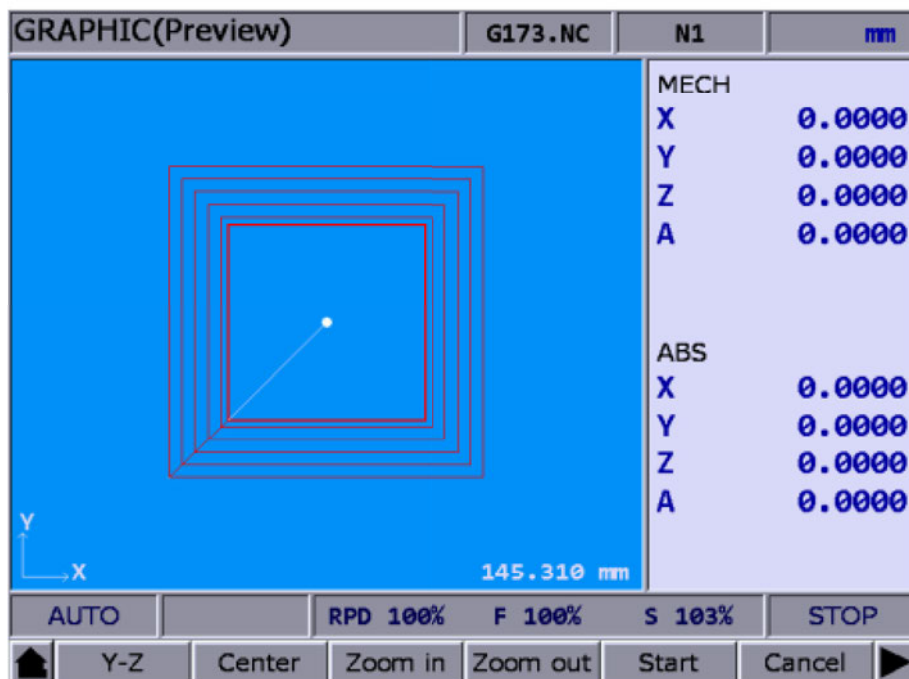 GRAPHIC(Preview) G173.NC N1 mm
MECH
X 0.0000
Y 0.0000
Z 0.0000
A 0.0000
ABS
X 0.0000
Y 0.0000
Z 0.0000
A 0.0000
Y
X
145.310 mm
AUTO RPD 100% F 100% S 103% STOP
Y-Z Center Zoom in Zoom out Start Cancel